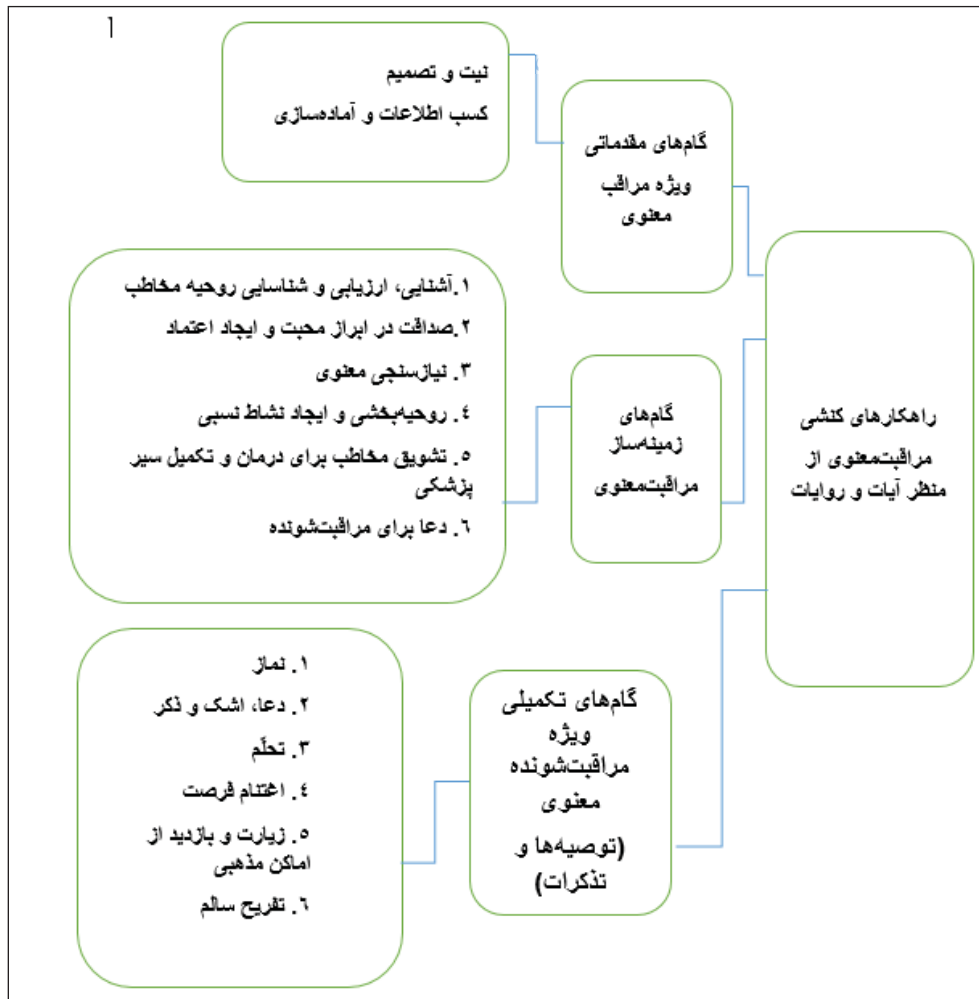 ۱
نیت و تصمیم
کسب اطلاعات و آماده‌سازی
گام‌های مقدماتی
ویژه مراقب
معنوی
۱.آشنایی، ارزیابی و شناسایی روحیه مخاطب
۲.صداقت در ابراز محبت و ایجاد اعتماد
۳. نیازسنجی معنوی
۴. روحیه‌بخشی و ایجاد نشاط نسبی
۵. تشویق مخاطب برای درمان و تکمیل سیر
پزشکی
۶. دعا برای مراقبت‌شونده
گام‌های
زمینه‌ساز
مراقبت‌معنوی
راهکارهای کنشی
مراقبت‌معنوی از
منظر آیات و روایات
۱. نماز
۲. دعا، اشک و ذکر
۳. تحلّم
۴. اغتنام فرصت
۵. زیارت و بازدید از
اماکن مذهبی
۶. تفریح سالم
گام‌های تکمیلی
ویژه
مراقبت‌شونده
معنوی
(توصیه‌ها و
تذکرات)